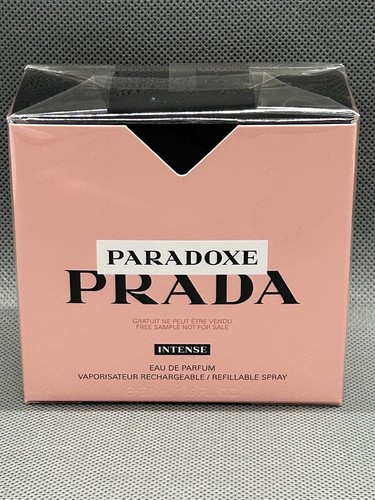 PARADOXE
PRADA
GRATUIT NE PEUT ÊTRE VENDU
FREE SAMPLE NOT FOR SALE
INTENSE
EAU DE PARFUM
VAPORISATEUR RECHARGEABLE / REFILLABLE SPRAY